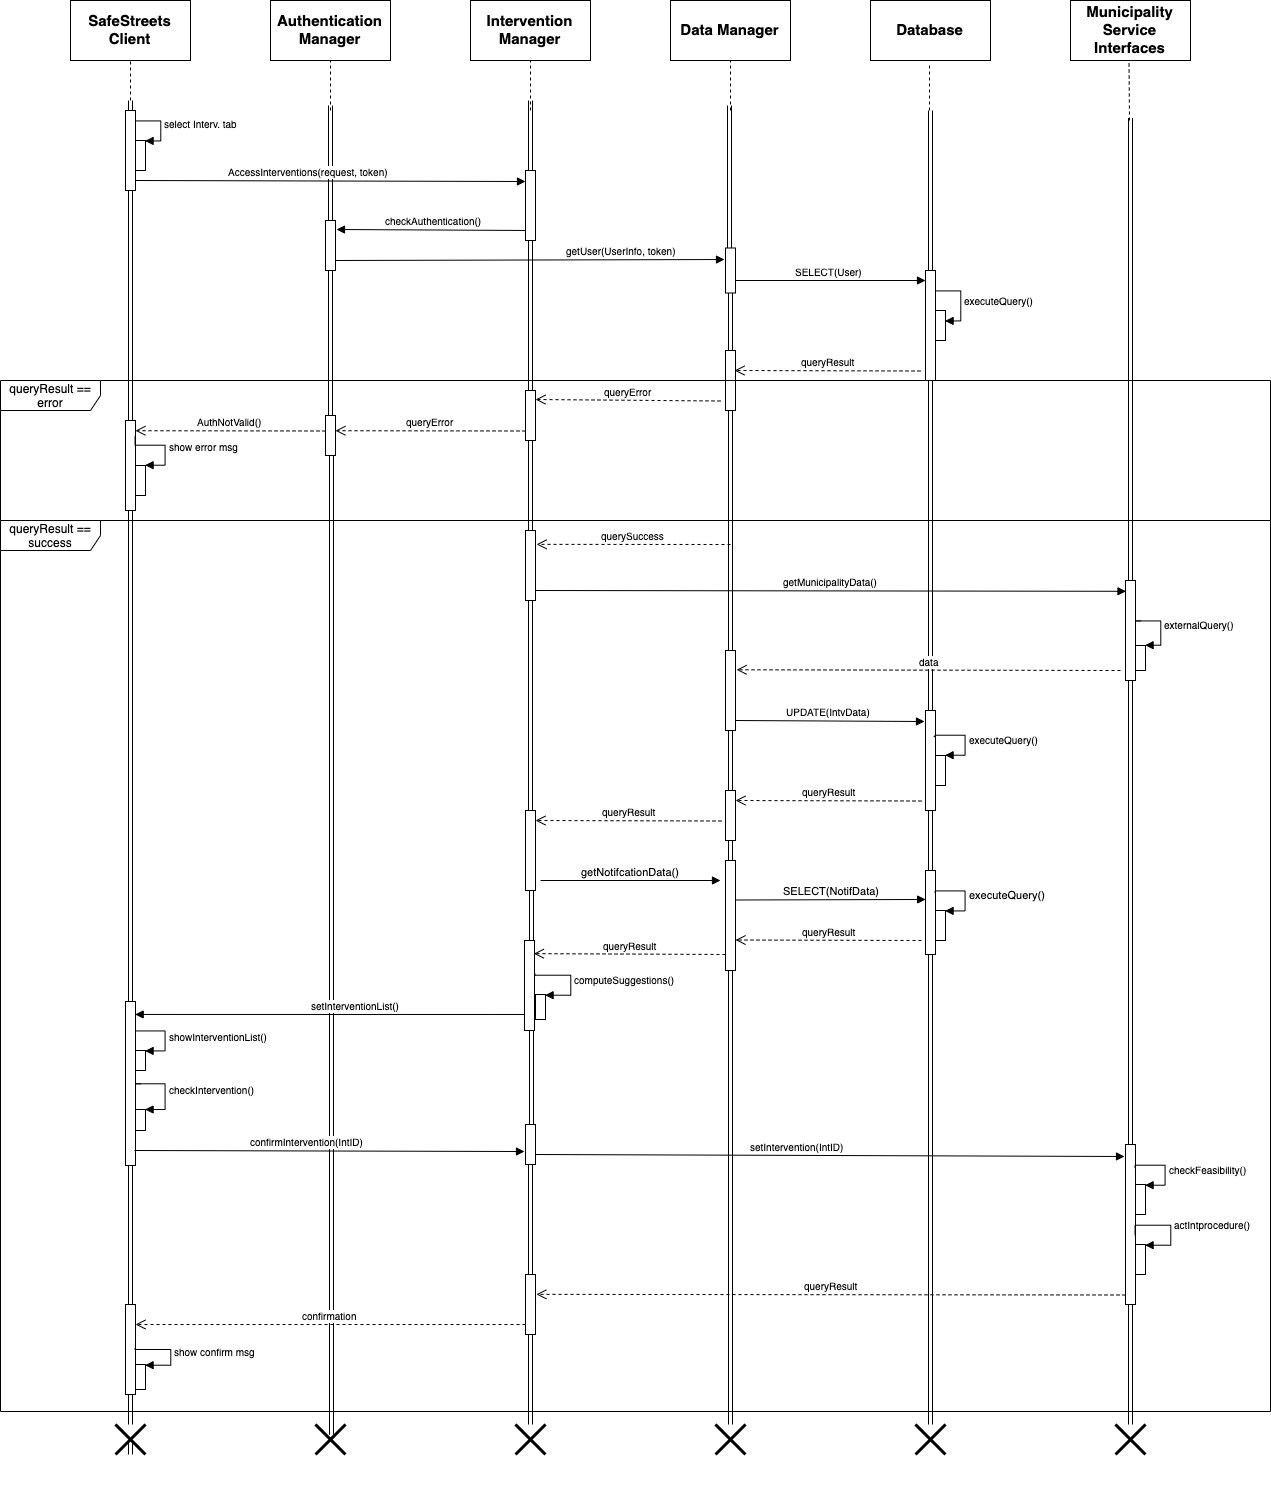 SafeStreets
Client
Authentication
Manager
Intervention
Manager
Data Manager
Database
Municipality
Service
Interfaces
select Interv. tab
AccessInterventions(request, token)
checkAuthentication()
getUser(UserInfo, token)
SELECT(User)
executeQuery()
queryResult
queryResult ==
error
queryError
AuthNotValid()
queryError
show error msg
queryResult ==
success
querySuccess
getMunicipalityData()
externalQuery()
data
UPDATE(IntvData)
executeQuery()
queryResult
queryResult
getNotifcationData()
SELECT(NotifData)
executeQuery()
queryResult
queryResult
computeSuggestions()
setInterventionList()
showInterventionList()
checkIntervention()
confirmIntervention(IntID)
setIntervention(IntID)
checkFeasibility()
actIntprocedure()
queryResult
confirmation
show confirm msg